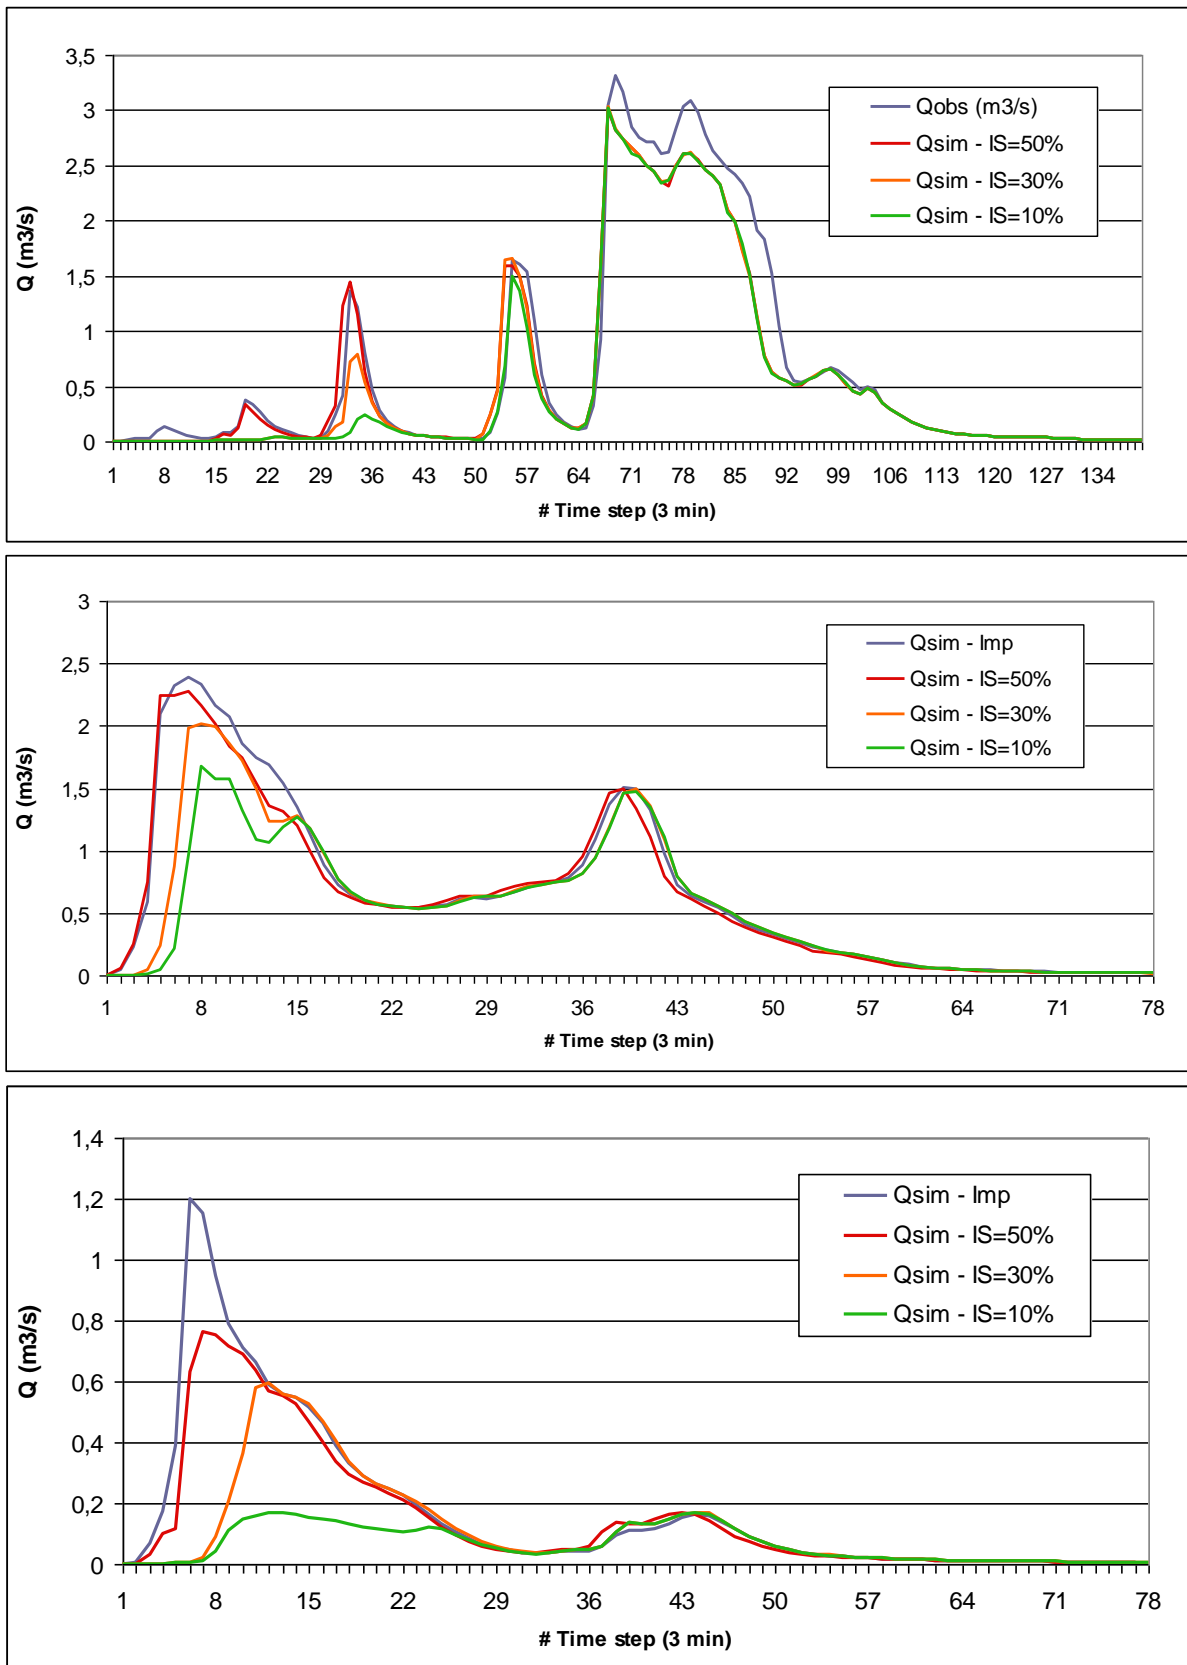 3,5
3
2,5
2
1,5
1
0,5
0
Q (m3/s)
Qobs (m3/s)
Qsim - IS=50%
Qsim - IS=30%
Qsim - IS=10%
1 8 15 22 29 36 43 50 57 64 71 78 85 92 99 106 113 120 127 134
# Time step (3 min)
3
2,5
2
1,5
1
0,5
0
Q (m3/s)
Qsim - Imp
Qsim - IS=50%
Qsim - IS=30%
Qsim - IS=10%
1 8 15 22 29 36 43 50 57 64 71 78
# Time step (3 min)
1,4
1,2
1
0,8
0,6
0,4
0,2
0
Q (m3/s)
Qsim - Imp
Qsim - IS=50%
Qsim - IS=30%
Qsim - IS=10%
1 8 15 22 29 36 43 50 57 64 71 78
# Time step (3 min)